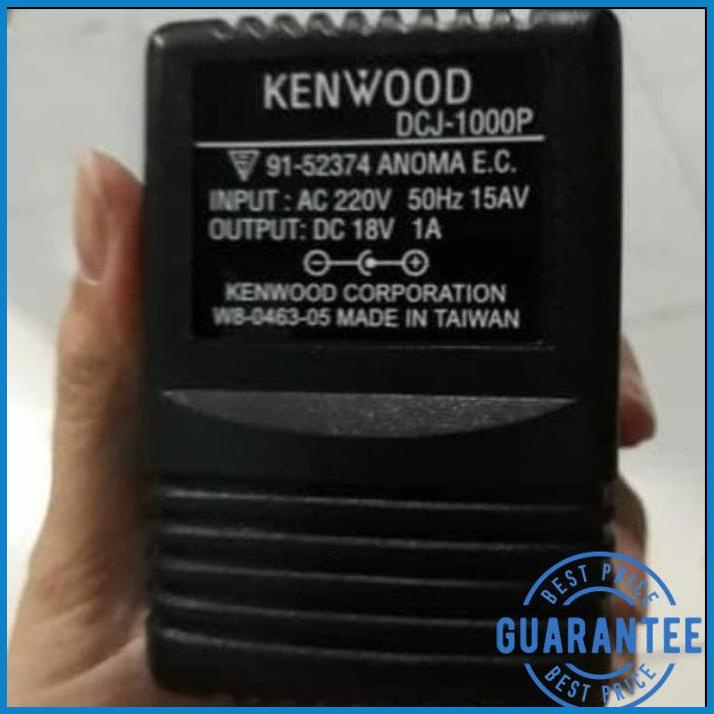 KENWOOD
DCJ-1000P
91-52374 ANOMA E.C.
INPUT : AC 220V 50Hz 15AV
OUTPUT: DC 18V 1A
KENWOOD CORPORATION
W8-0463-05 MADE IN TAIWAN
BEST PRICE
GUARANTEE
BEST PRICE